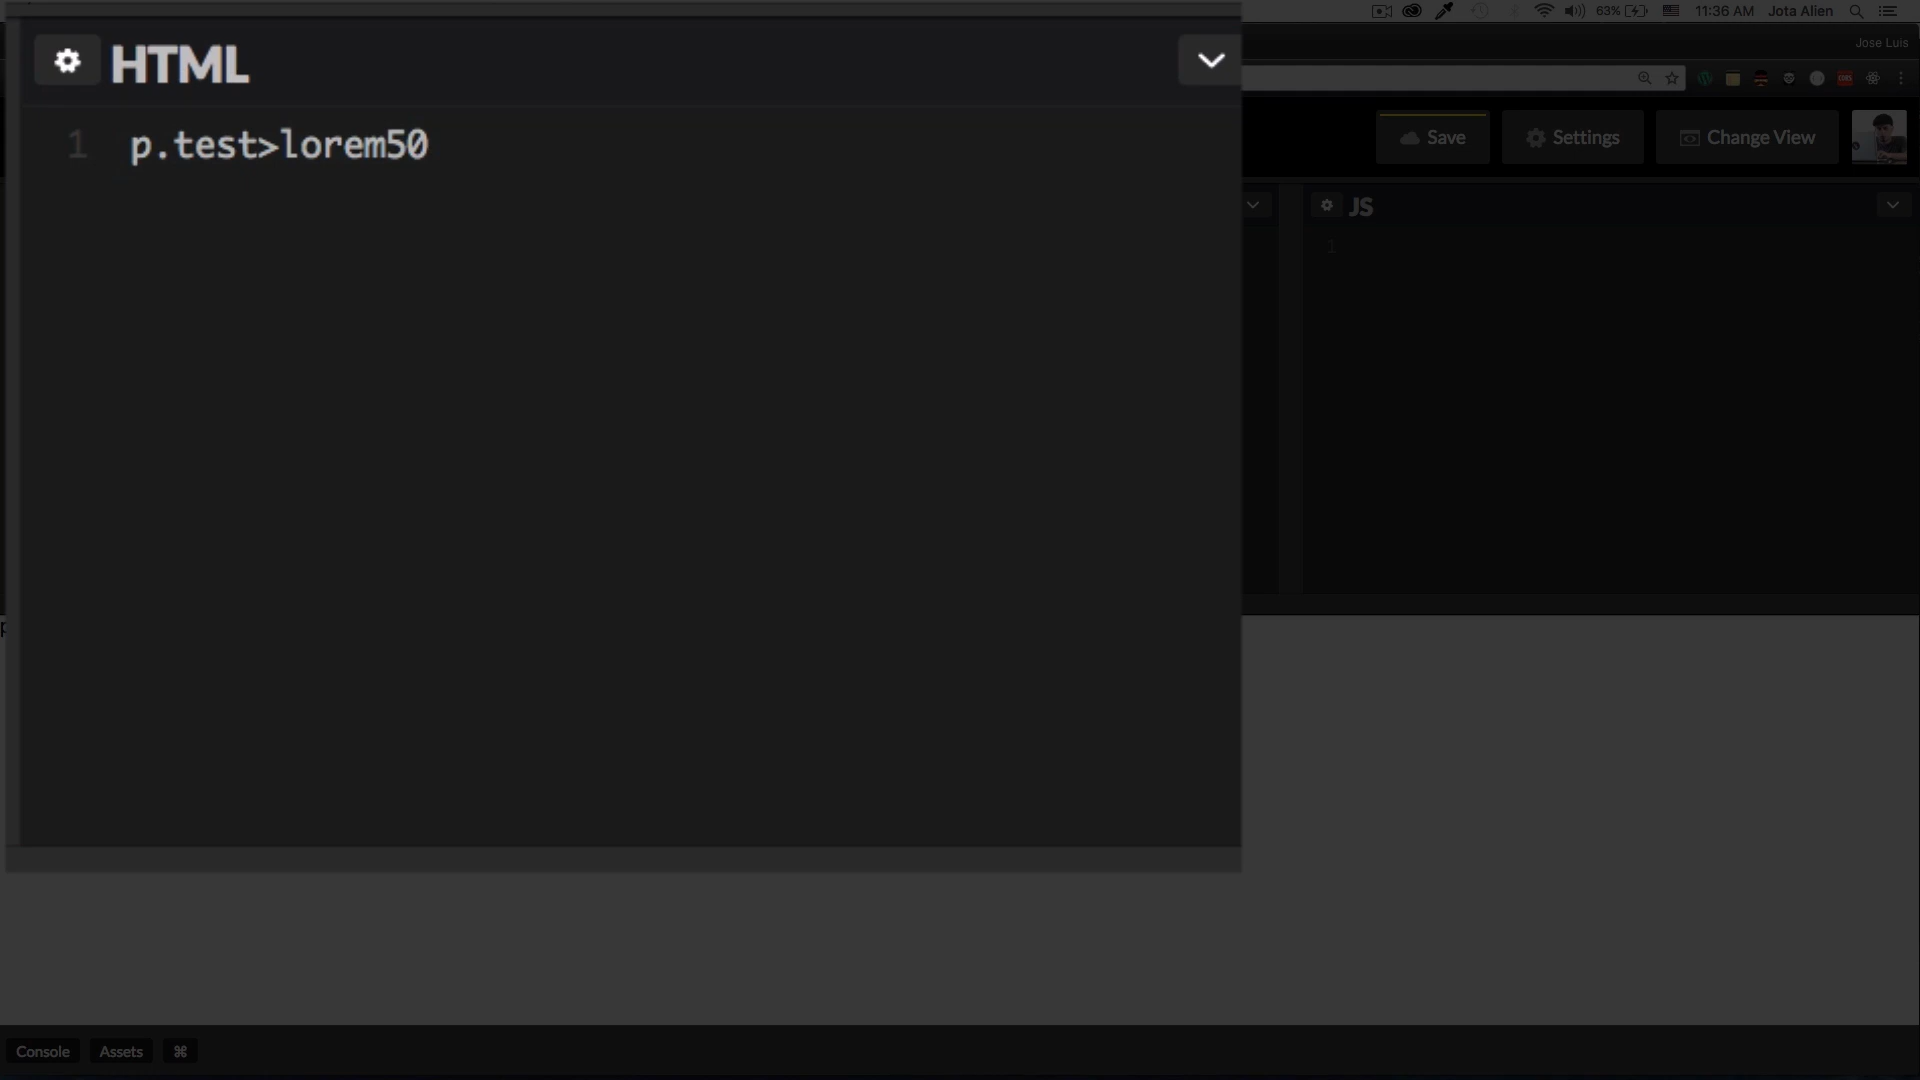 63% 11:36 AM Jota Alien
Jose Luis
HTML
Save Settings Change View
1 p.test>lorem50
JS
1
p
Console Assets ⌘